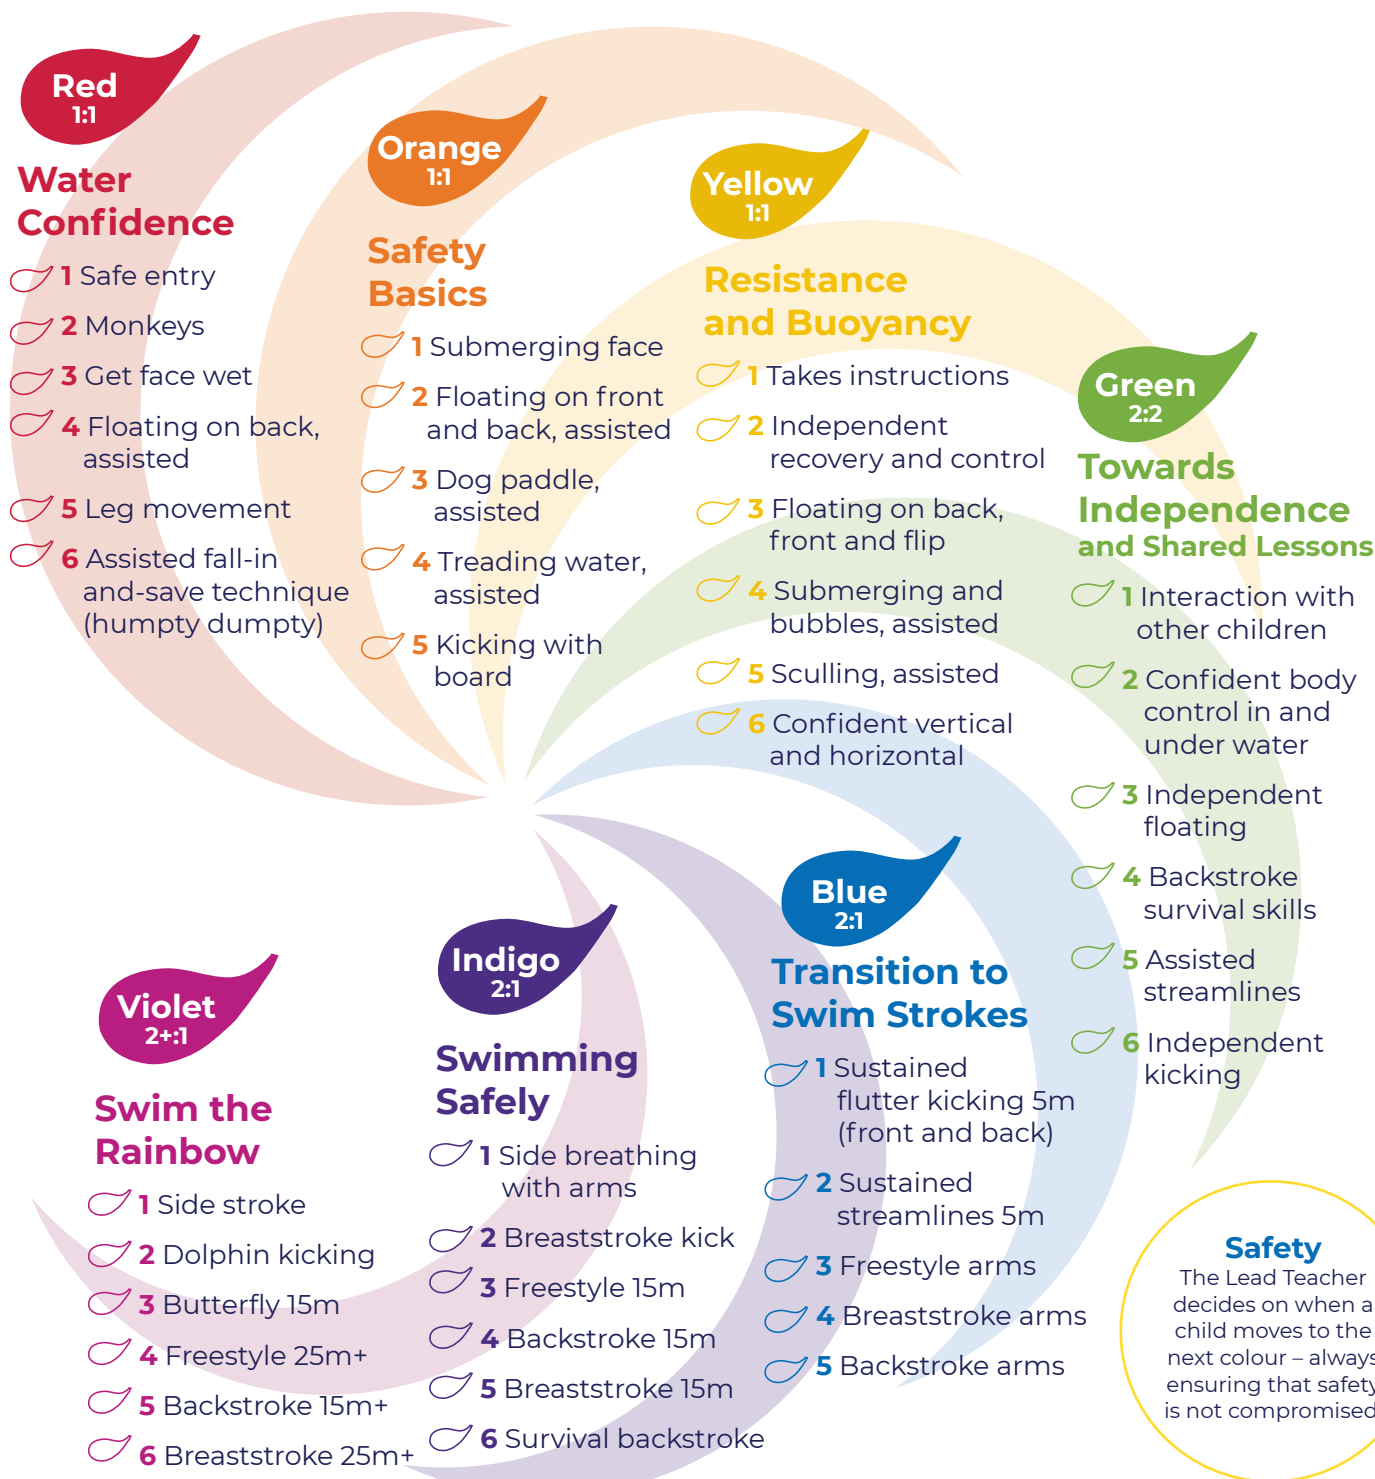 Red
1:1
Water
Confidence
1 Safe entry
2 Monkeys
3 Get face wet
4 Floating on back,
assisted
5 Leg movement
6 Assisted fall-in
and-save technique
(humpty dumpty)
Orange
1:1
Safety
Basics
1 Submerging face
2 Floating on front
and back, assisted
3 Dog paddle,
assisted
4 Treading water,
assisted
5 Kicking with
board
Yellow
1:1
Resistance
and Buoyancy
1 Takes instructions
2 Independent
recovery and control
3 Floating on back,
front and flip
4 Submerging and
bubbles, assisted
5 Sculling, assisted
6 Confident vertical
and horizontal
Green
2:2
Towards
Independence
and Shared Lessons
1 Interaction with
other children
2 Confident body
control in and
under water
3 Independent
floating
4 Backstroke
survival skills
5 Assisted
streamlines
6 Independent
kicking
Blue
2:1
Transition to
Swim Strokes
1 Sustained
flutter kicking 5m
(front and back)
2 Sustained
streamlines 5m
3 Freestyle arms
4 Breaststroke arms
5 Backstroke arms
Indigo
2:1
Swimming
Safely
1 Side breathing
with arms
2 Breaststroke kick
3 Freestyle 15m
4 Backstroke 15m
5 Breaststroke 15m
6 Survival backstroke
Violet
2+:1
Swim the
Rainbow
1 Side stroke
2 Dolphin kicking
3 Butterfly 15m
4 Freestyle 25m+
5 Backstroke 15m+
6 Breaststroke 25m+
Safety
The Lead Teacher
decides on when a
child moves to the
next colour – always
ensuring that safety
is not compromised